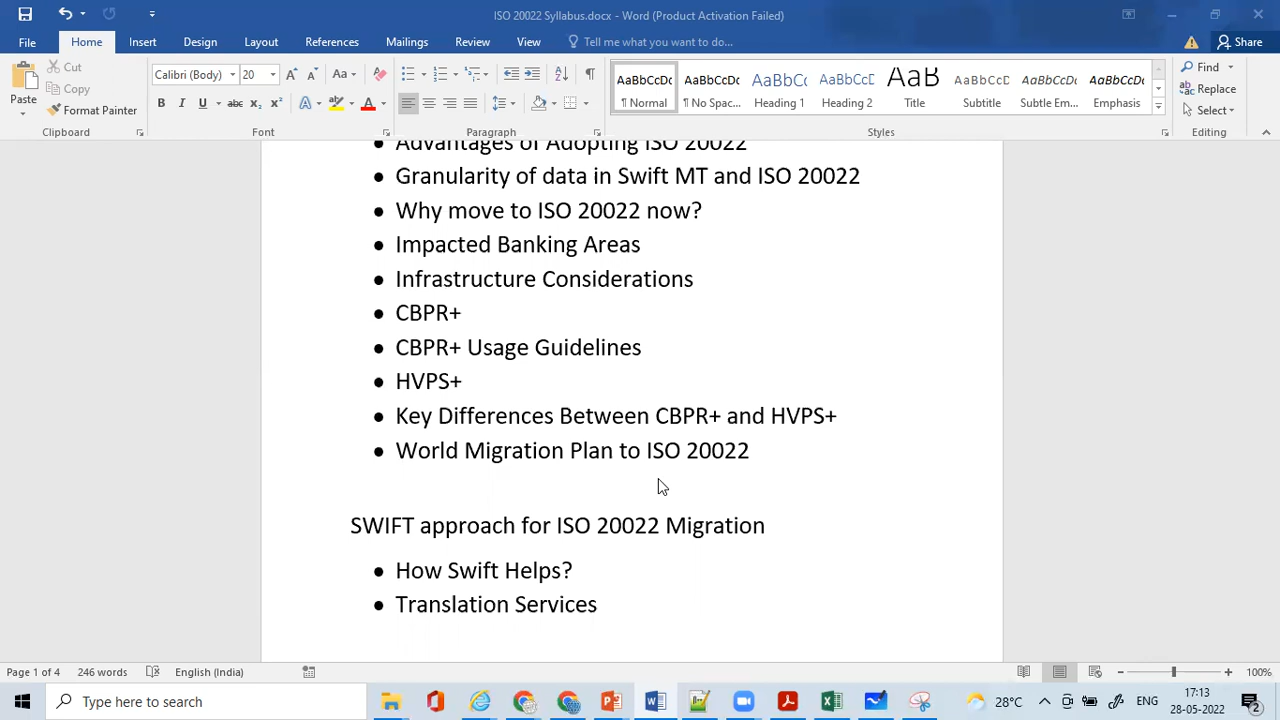 ISO 20022 Syllabus.docx - Word (Product Activation Failed)
File Home Insert Design Layout References Mailings Review View Help Tell me what you want to do... Share
Paste
Cut
Copy
Format Painter
Clipboard
Calibri (Body) 20
Font
Paragraph
AaBbCcDc AaBbCcDc AaBbCc AaBbCcD AaB AaBbCcDc AaBbCcDc AaBbCcDc
¶ Normal ¶ No Spac... Heading Heading 2 Title Subtitle Subtle Em... Emphasis
Styles
Find
Replace
Select
Editing
• Advantages of Adopting ISO 20022
• Granularity of data in Swift MT and ISO 20022
• Why move to ISO 20022 now?
• Impacted Banking Areas
• Infrastructure Considerations
• CBPR+
• CBPR+ Usage Guidelines
• HVPS+
• Key Differences Between CBPR+ and HVPS+
• World Migration Plan to ISO 20022
SWIFT approach for ISO 20022 Migration
• How Swift Helps?
• Translation Services
Page 1 of 4 246 words English (India) 100%
Type here to search 28°C ENG 17:13
28-05-2022